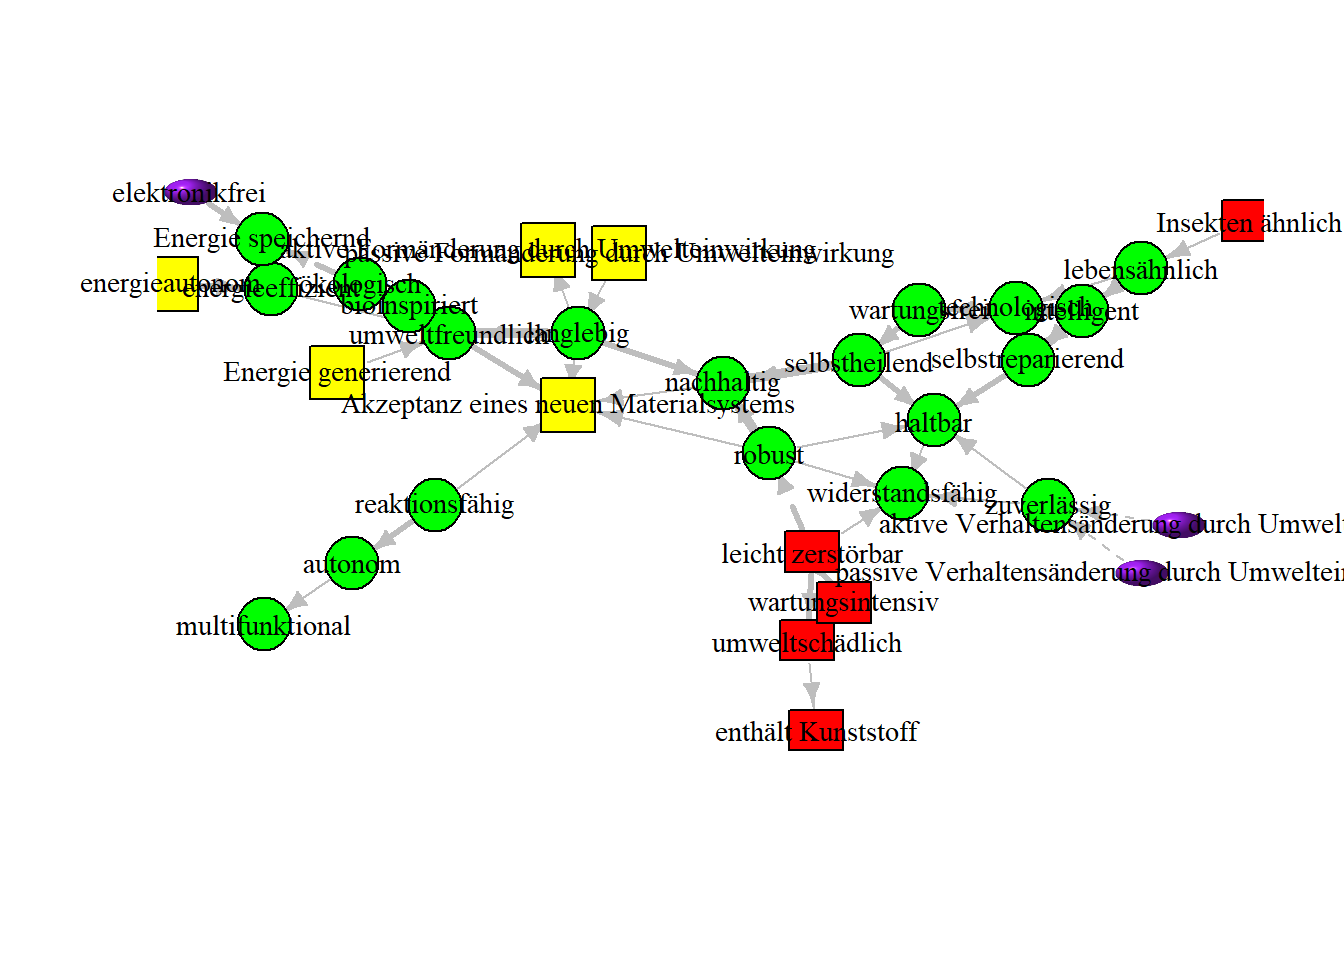 elektronikfrei
Insekten ähnlich
Energie speichernd
aktive Formänderung durch Umwelteinwirkung
passive Formänderung durch Umwelteinwirkung
lebensähnlich
energieautonom
energieeffizient
ökologisch
bioinspiriert
wartungsfrei
technologisch
intelligent
umweltfreundlich
langlebig
selbstheilend
selbstreparierend
Energie generierend
nachhaltig
Akzeptanz eines neuen Materialsystems
haltbar
robust
widerstandsfähig
reaktionsfähig
zuverlässig
aktive Verhaltensänderung durch Umwelt
leicht zerstörbar
autonom
passive Verhaltensänderung durch Umweltein
wartungsintensiv
multifunktional
umweltschädlich
enthält Kunststoff